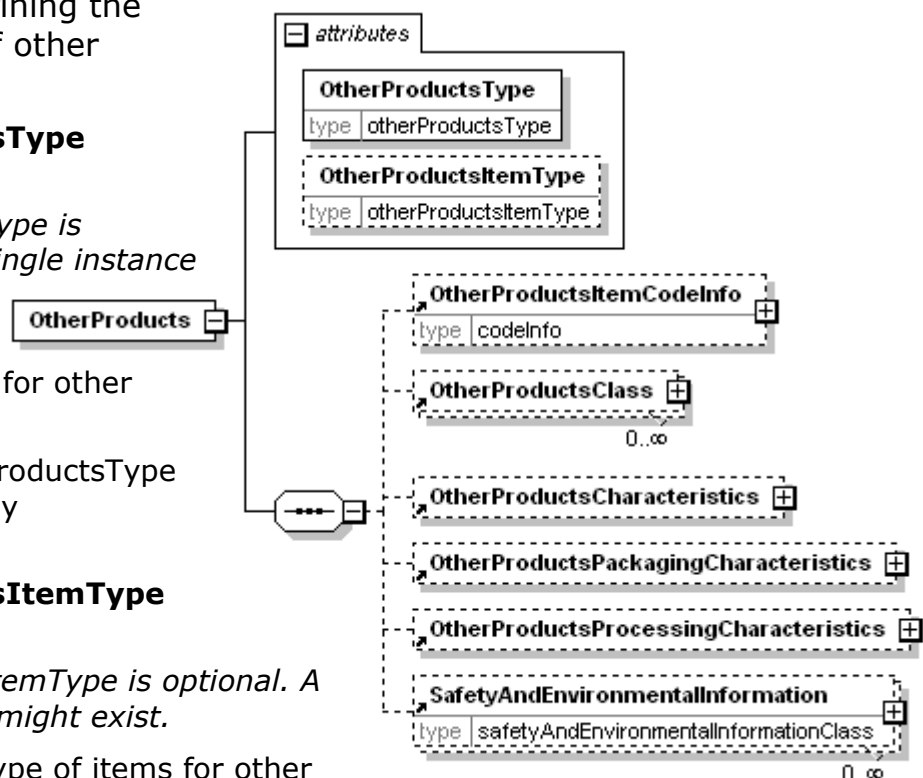 ining the
f other
sType
ype is
ingle instance
for other
roductsType
y
sItemType
temType is optional. A
might exist.
ype of items for other
attributes
OtherProductsType
type otherProductsType
OtherProductsItemType
type otherProductsItemType
OtherProducts
OtherProductsItemCodeInfo
type codeInfo
OtherProductsClass
0..∞
OtherProductsCharacteristics
OtherProductsPackagingCharacteristics
OtherProductsProcessingCharacteristics
SafetyAndEnvironmentalInformation
type safetyAndEnvironmentalInformationClass
0..∞